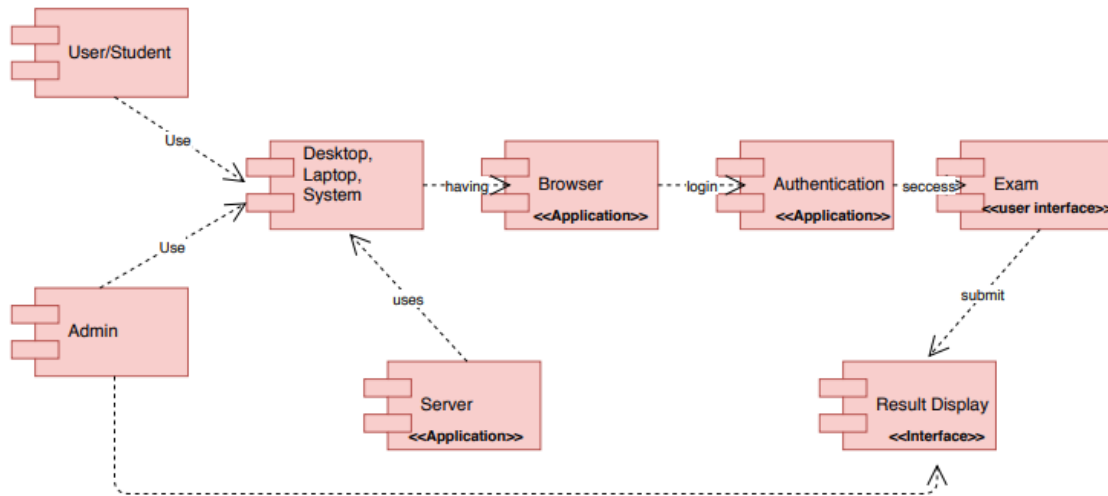 User/Student
Use
Desktop,
Laptop,
System
having
Browser
<<Application>>
login
Authentication
<<Application>>
seccess
Exam
<<user interface>>
Use
Admin
uses
submit
Server
<<Application>>
Result Display
<<Interface>>